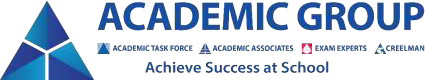 ACADEMIC GROUP
ACADEMIC TASK FORCE ACADEMIC ASSOCIATES EXAM EXPERTS CREELMAN
Achieve Success at School